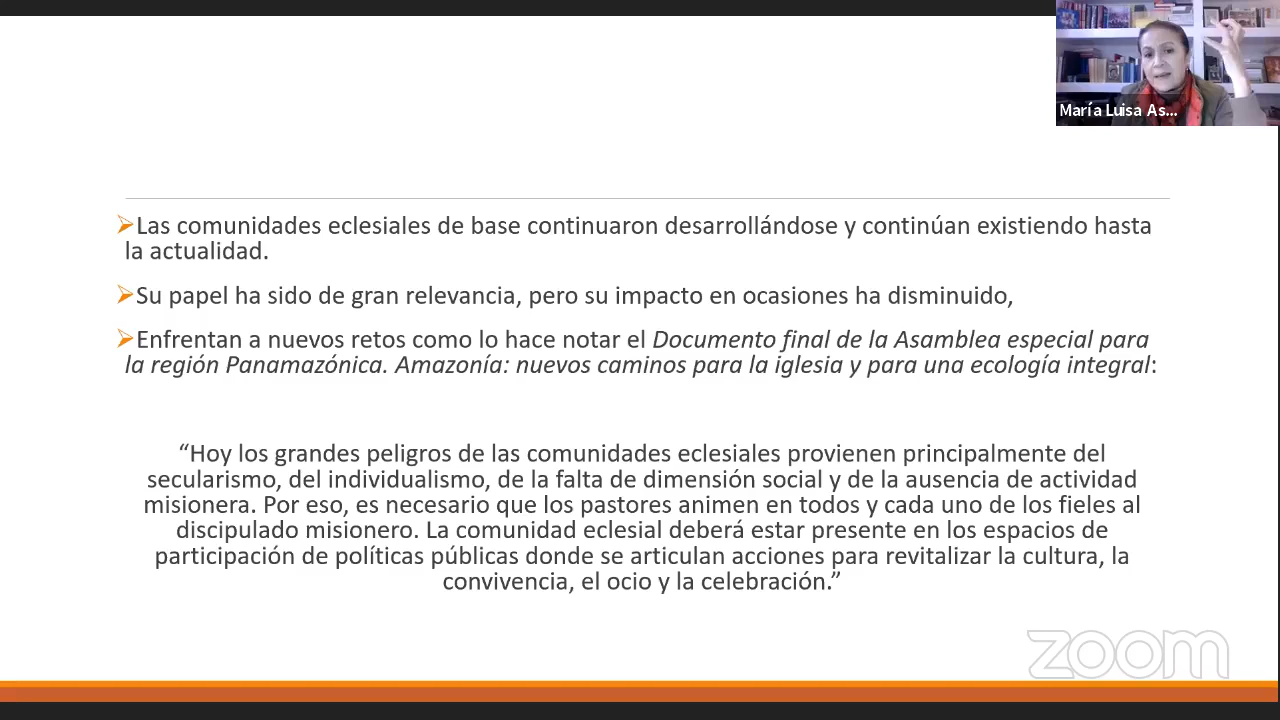 María Luisa As...
➢Las comunidades eclesiales de base continuaron desarrollándose y continúan existiendo hasta
la actualidad.
➢Su papel ha sido de gran relevancia, pero su impacto en ocasiones ha disminuido,
➢Enfrentan a nuevos retos como lo hace notar el Documento final de la Asamblea especial para
la región Panamazónica. Amazonía: nuevos caminos para la iglesia y para una ecología integral:
“Hoy los grandes peligros de las comunidades eclesiales provienen principalmente del
secularismo, del individualismo, de la falta de dimensión social y de la ausencia de actividad
misionera. Por eso, es necesario que los pastores animen en todos y cada uno de los fieles al
discipulado misionero. La comunidad eclesial deberá estar presente en los espacios de
participación de políticas públicas donde se articulan acciones para revitalizar la cultura, la
convivencia, el ocio y la celebración.”
zoom